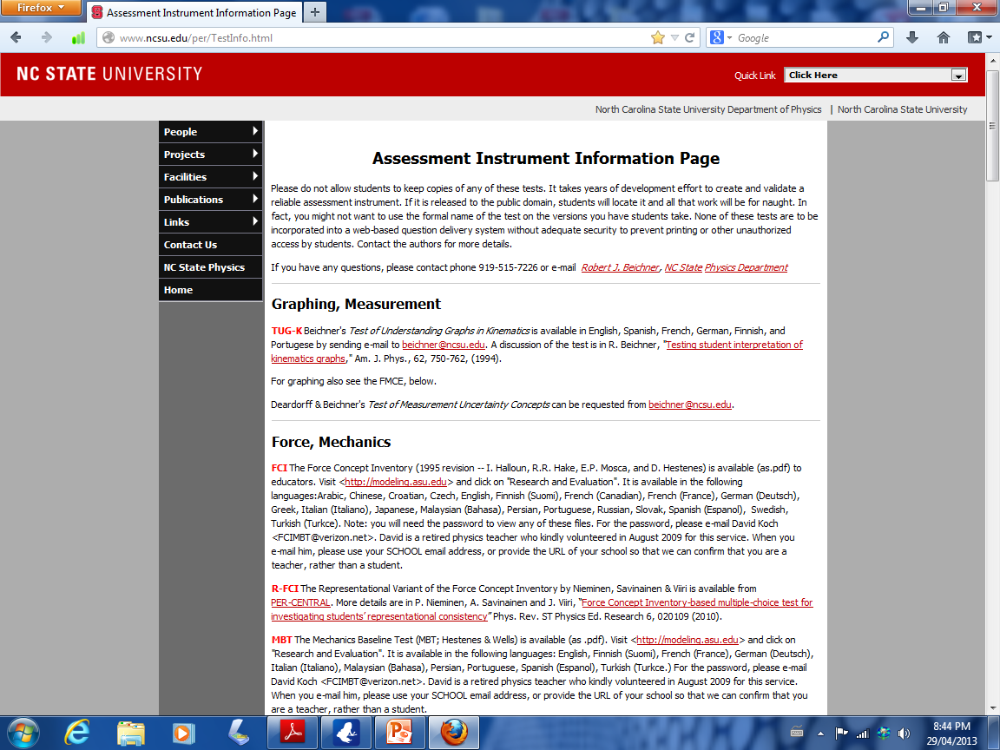 Firefox
Assessment Instrument Information Page
www.ncsu.edu/per/TestInfo.html
Google
NC STATE UNIVERSITY
Quick Link
Click Here
North Carolina State University Department of Physics | North Carolina State University
People
Projects
Facilities
Publications
Links
Contact Us
NC State Physics
Home
Assessment Instrument Information Page
Please do not allow students to keep copies of any of these tests. It takes years of development effort to create and validate a
reliable assessment instrument. If it is released to the public domain, students will locate it and all that work will be for naught. In
fact, you might not want to use the formal name of the test on the versions you have students take. None of these tests are to be
incorporated into a web-based question delivery system without adequate security to prevent printing or other unauthorized
access by students. Contact the authors for more details.
If you have any questions, please contact phone 919-515-7226 or e-mail Robert J. Beichner, NC State Physics Department
Graphing, Measurement
TUG-K Beichner's Test of Understanding Graphs in Kinematics is available in English, Spanish, French, German, Finnish, and
Portugese by sending e-mail to beichner@ncsu.edu. A discussion of the test is in R. Beichner, "Testing student interpretation of
kinematics graphs," Am. J. Phys., 62, 750-762, (1994).
For graphing also see the FMCE, below.
Deardorff & Beichner's Test of Measurement Uncertainty Concepts can be requested from beichner@ncsu.edu.
Force, Mechanics
FCI The Force Concept Inventory (1995 revision -- I. Halloun, R.R. Hake, E.P. Mosca, and D. Hestenes) is available (as.pdf) to
educators. Visit <http://modeling.asu.edu> and click on "Research and Evaluation". It is available in the following
languages:Arabic, Chinese, Croatian, Czech, English, Finnish (Suomi), French (Canadian), French (France), German (Deutsch),
Greek, Italian (Italiano), Japanese, Malaysian (Bahasa), Persian, Portuguese, Russian, Slovak, Spanish (Espanol), Swedish,
Turkish (Turkce). Note: you will need the password to view any of these files. For the password, please e-mail David Koch
<FCIMBT@verizon.net>. David is a retired physics teacher who kindly volunteered in August 2009 for this service. When you
e-mail him, please use your SCHOOL email address, or provide the URL of your school so that we can confirm that you are a
teacher, rather than a student.
R-FCI The Representational Variant of the Force Concept Inventory by Nieminen, Savinainen & Viiri is available from
PER-CENTRAL. More details are in P. Nieminen, A. Savinainen and J. Viiri, "Force Concept Inventory-based multiple-choice test for
investigating students' representational consistency" Phys. Rev. ST Physics Ed. Research 6, 020109 (2010).
MBT The Mechanics Baseline Test (MBT; Hestenes & Wells) is available (as .pdf). Visit <http://modeling.asu.edu> and click on
"Research and Evaluation". It is available in the following languages: English, Finnish (Suomi), French (France), German (Deutsch),
Italian (Italiano), Malaysian (Bahasa), Persian, Portuguese, Spanish (Espanol), Turkish (Turkce.) For the password, please e-mail
David Koch <FCIMBT@verizon.net>. David is a retired physics teacher who kindly volunteered in August 2009 for this service.
When you e-mail him, please use your SCHOOL email address, or provide the URL of your school so that we can confirm that you
are a teacher, rather than a student.
8:44 PM
29/04/2013